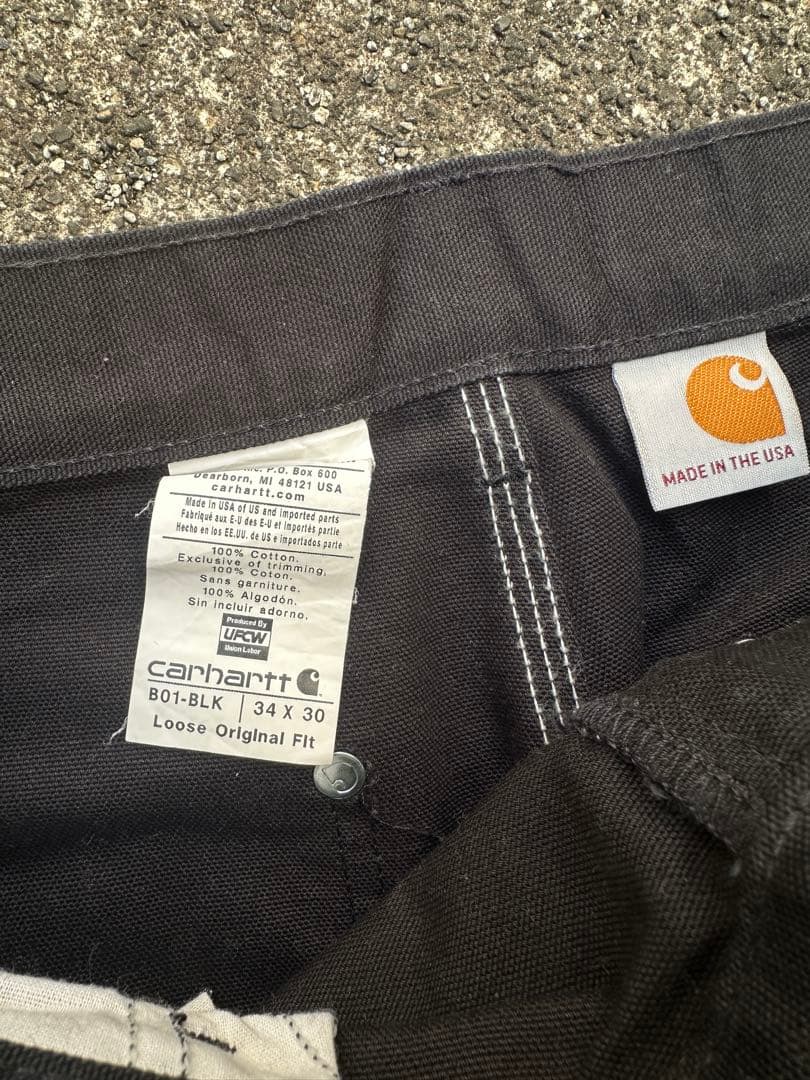 Inc. P.O. Box 600
Dearborn, MI 48121 USA
carhartt.com
Made in USA of US and imported parts
Fabriqué aux E-U des E-U et importés partie
Hecho en los EE.UU. de US e importados parte
100% Cotton.
Exclusive of trimming.
100% Coton.
Sans garniture.
100% Algodón.
Sin incluir adorno.
Produced By
UFCW
Union Labor
carhartt
B01-BLK | 34 X 30
Loose Original Fit
MADE IN THE USA